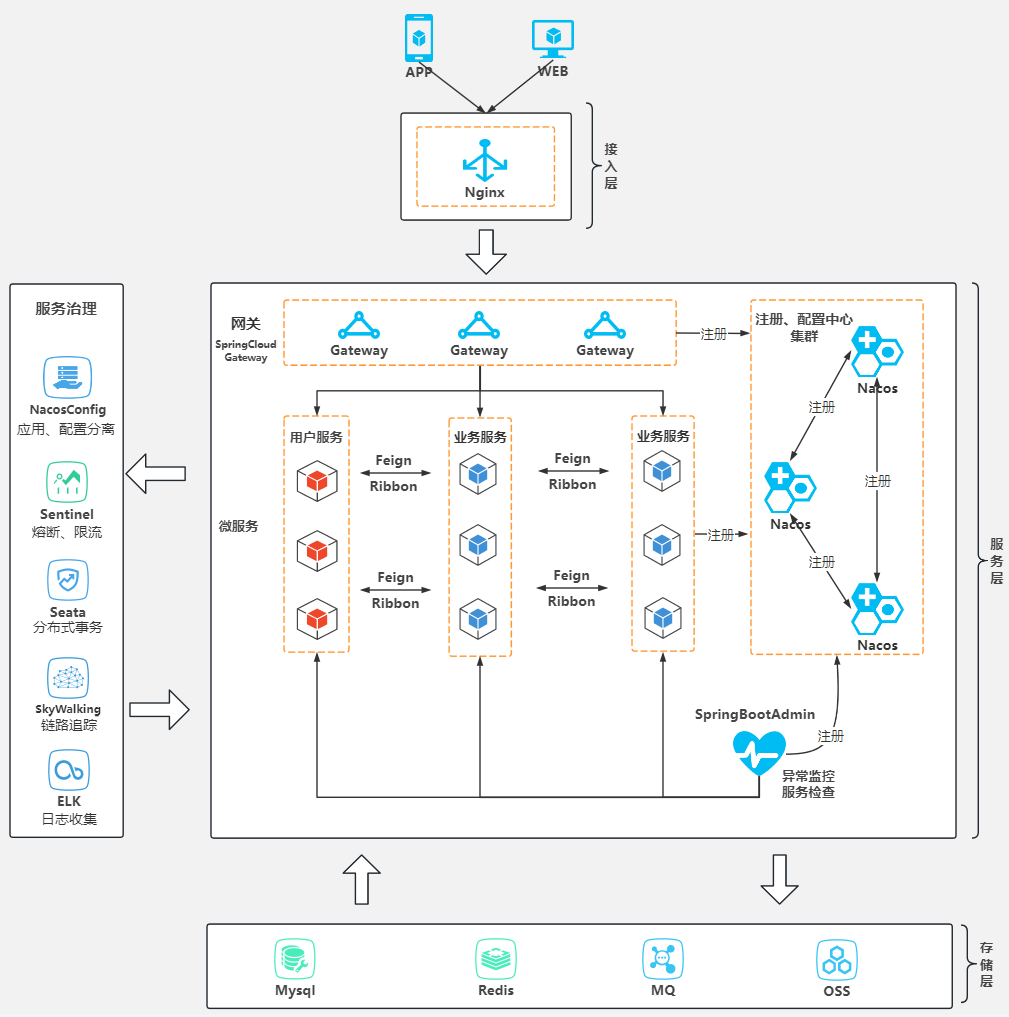 APP
WEB
Nginx
接入层
服务治理
NacosConfig
应用、配置分离
Sentinel
熔断、限流
Seata
分布式事务
SkyWalking
链路追踪
ELK
日志收集
网关
SpringCloud
Gateway
Gateway
Gateway
Gateway
注册
注册、配置中心
集群
Nacos
注册
注册
Nacos
注册
Nacos
微服务
用户服务
业务服务
业务服务
Feign
Ribbon
Feign
Ribbon
注册
Feign
Ribbon
Feign
Ribbon
SpringBootAdmin
注册
异常监控
服务检查
服务层
Mysql
Redis
MQ
OSS
存储层